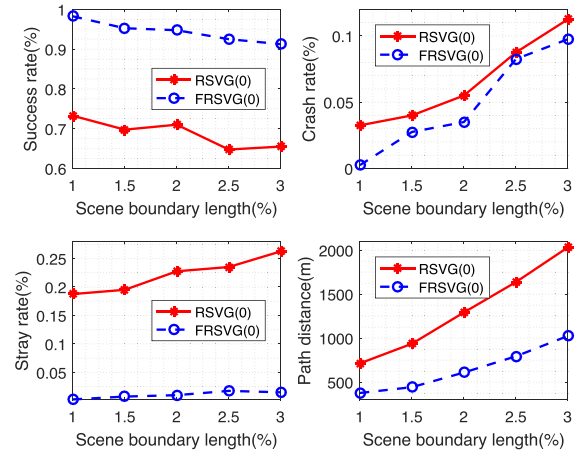 Success rate(%)
1
0.9
0.8
0.7
0.6
RSVG(0)
FRSVG(0)
1 1.5 2 2.5 3
Scene boundary length(%)
Crash rate(%)
0.1
0.05
0
RSVG(0)
FRSVG(0)
1 1.5 2 2.5 3
Scene boundary length(%)
Stray rate(%)
0.25
0.2
0.15
0.1
0.05
RSVG(0)
FRSVG(0)
1 1.5 2 2.5 3
Scene boundary length(%)
Path distance(m)
2000
1500
1000
500
RSVG(0)
FRSVG(0)
1 1.5 2 2.5 3
Scene boundary length(%)